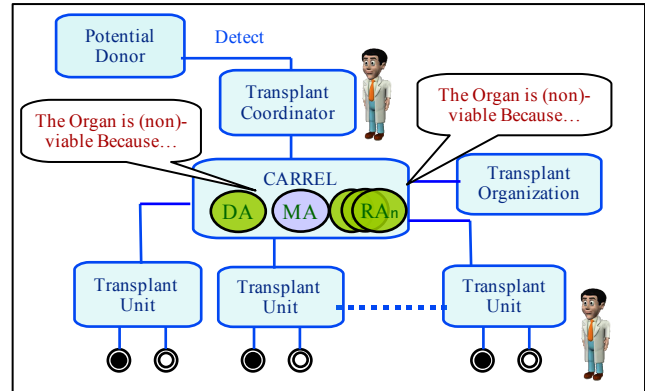 Potential
Donor
Detect
Transplant
Coordinator
The Organ is (non)-
viable Because…
The Organ is (non)-
viable Because…
CARREL
DA
MA
RAn
Transplant
Organization
Transplant
Unit
Transplant
Unit
Transplant
Unit